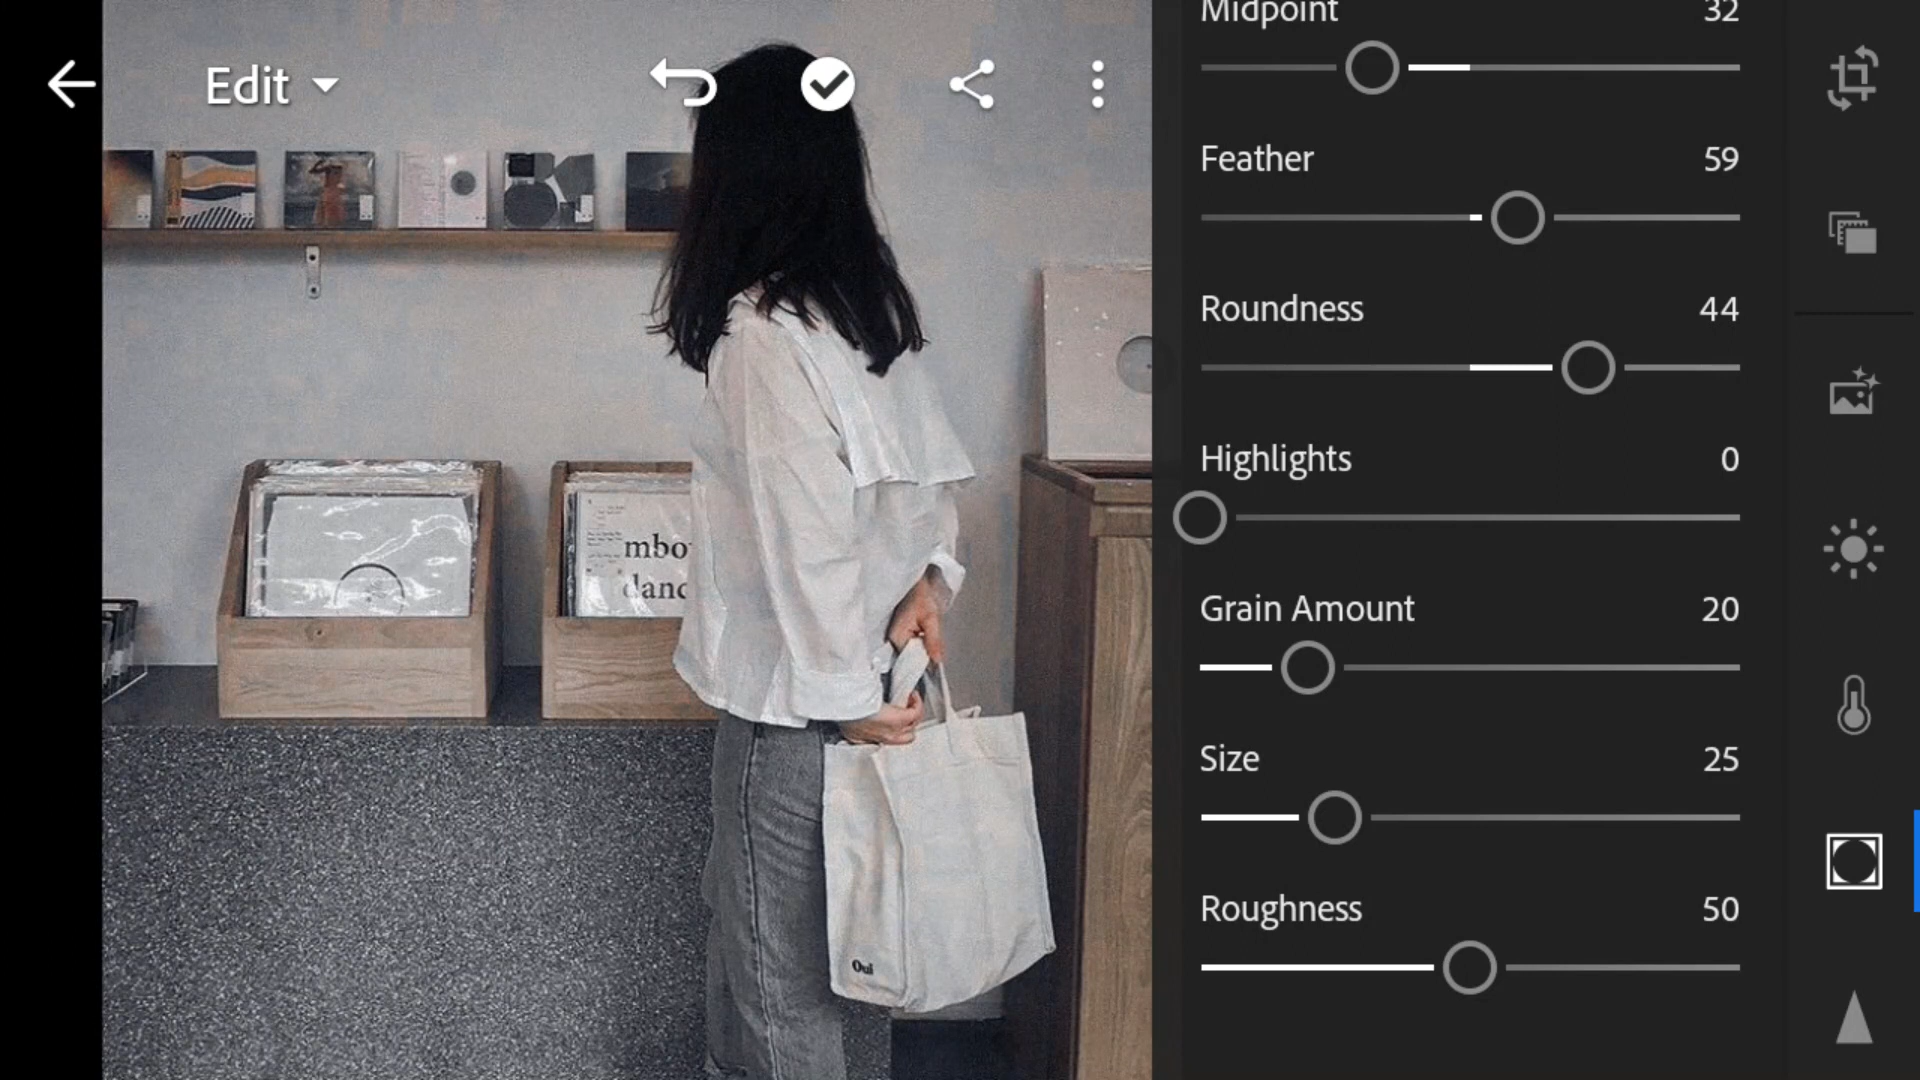 Edit
Midpoint 32
Feather 59
Roundness 44
Highlights 0
Grain Amount 20
Size 25
Roughness 50
mbo
danc
Oui